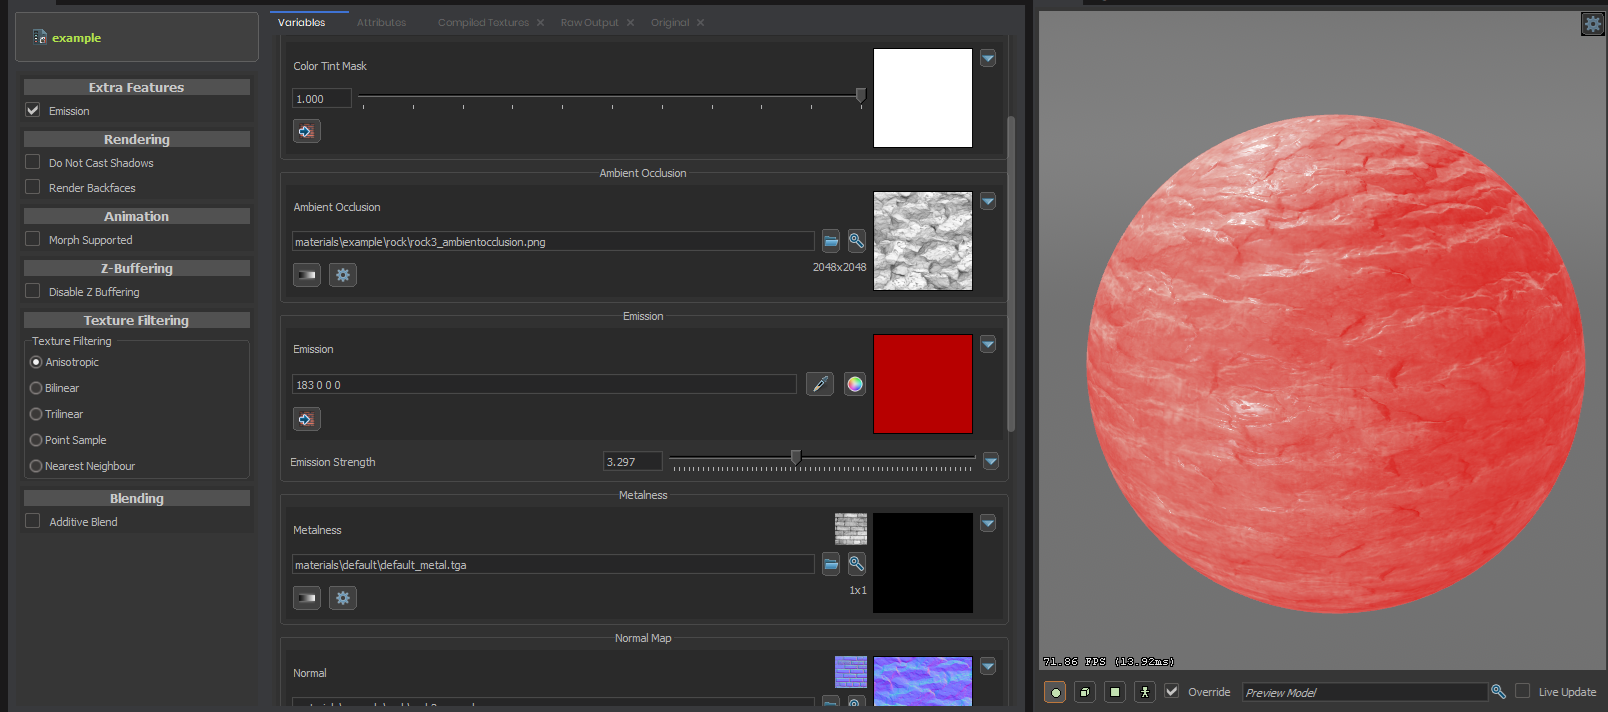 example
Extra Features
Emission
Rendering
Do Not Cast Shadows
Render Backfaces
Animation
Morph Supported
Z-Buffering
Disable Z Buffering
Texture Filtering
Texture Filtering
Anisotropic
Bilinear
Trilinear
Point Sample
Nearest Neighbour
Blending
Additive Blend
Variables Attributes Compiled Textures Raw Output Original
Color Tint Mask
1.000
Ambient Occlusion
Ambient Occlusion
materials\example\rock\rock3_ambientocclusion.png
2048x2048
Emission
Emission
183 0 0 0
Emission Strength 3.297
Metalness
Metalness
materials\default\default_metal.tga
1x1
Normal Map
Normal
71.86 FPS (13.92ms)
Override Preview Model Live Update